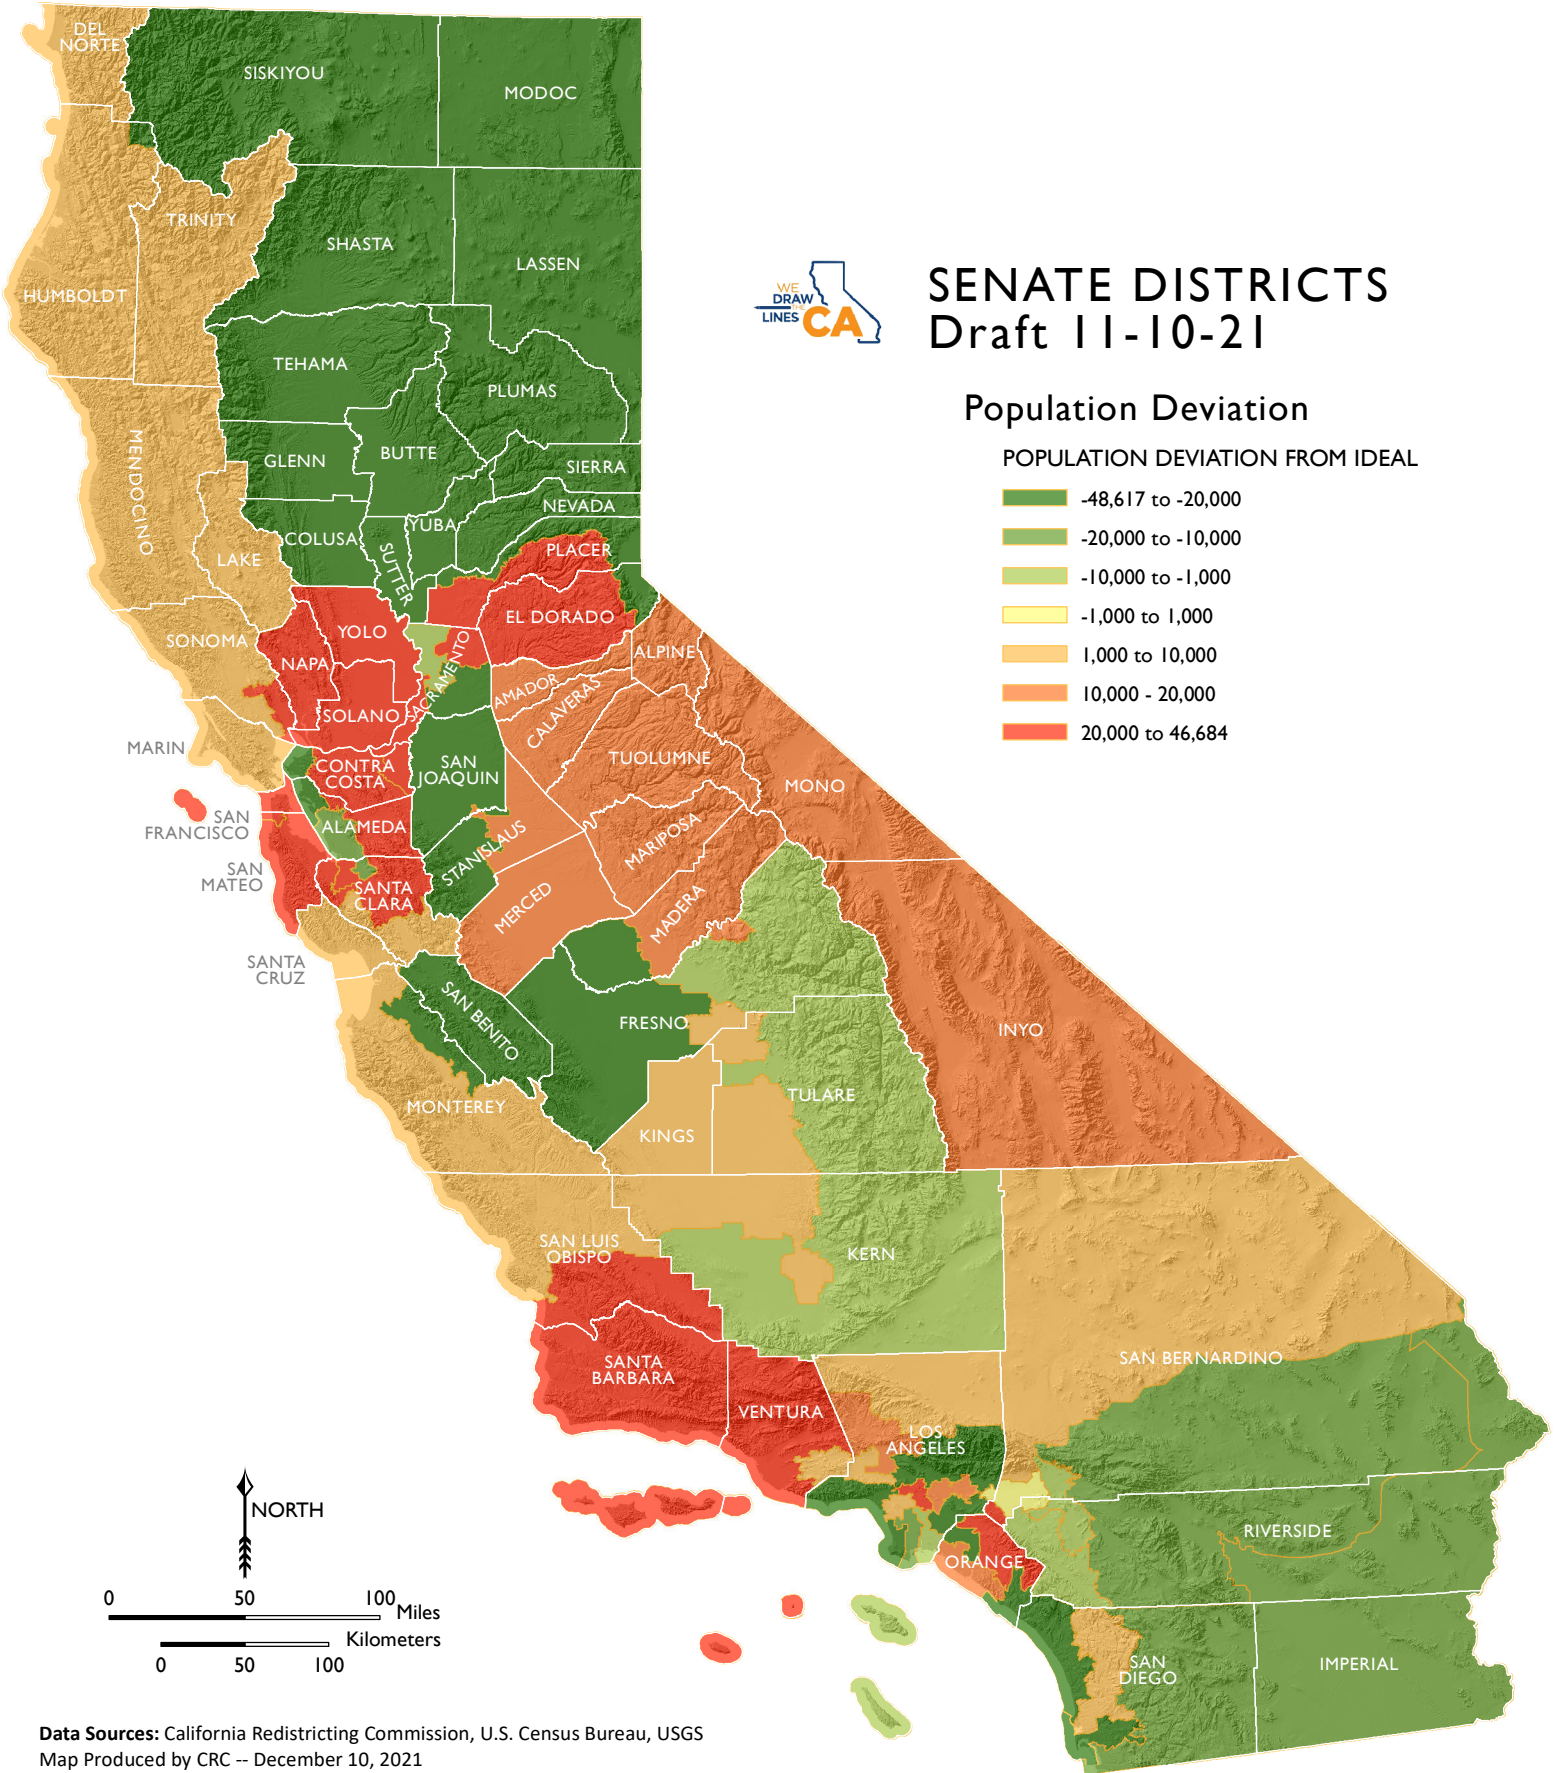 DEL
NORTE
SISKIYOU
MODOC
TRINITY
SHASTA
LASSEN
HUMBOLDT
WE
DRAW
THE
LINES
CA
SENATE DISTRICTS
Draft 11-10-21
TEHAMA
PLUMAS
Population Deviation
POPULATION DEVIATION FROM IDEAL
-48,617 to -20,000
-20,000 to -10,000
-10,000 to -1,000
-1,000 to 1,000
1,000 to 10,000
10,000 - 20,000
20,000 to 46,684
MENDOCINO
GLENN
BUTTE
SIERRA
NEVADA
COLUSA
YUBA
SUTTER
LAKE
PLACER
SONOMA
YOLO
EL DORADO
NAPA
SACRAMENTO
ALPINE
AMADOR
SOLANO
CALAVERAS
MARIN
CONTRA
COSTA
SAN
JOAQUIN
TUOLUMNE
MONO
SAN
FRANCISCO
ALAMEDA
STANISLAUS
MARIPOSA
SAN
MATEO
SANTA
CLARA
MERCED
MADERA
SANTA
CRUZ
SAN BENITO
FRESNO
INYO
MONTEREY
TULARE
KINGS
SAN LUIS
OBISPO
KERN
SANTA
BARBARA
SAN BERNARDINO
VENTURA
LOS
ANGELES
NORTH
RIVERSIDE
ORANGE
0 50 100 Miles
Kilometers
0 50 100
SAN
DIEGO
IMPERIAL
Data Sources: California Redistricting Commission, U.S. Census Bureau, USGS
Map Produced by CRC -- December 10, 2021